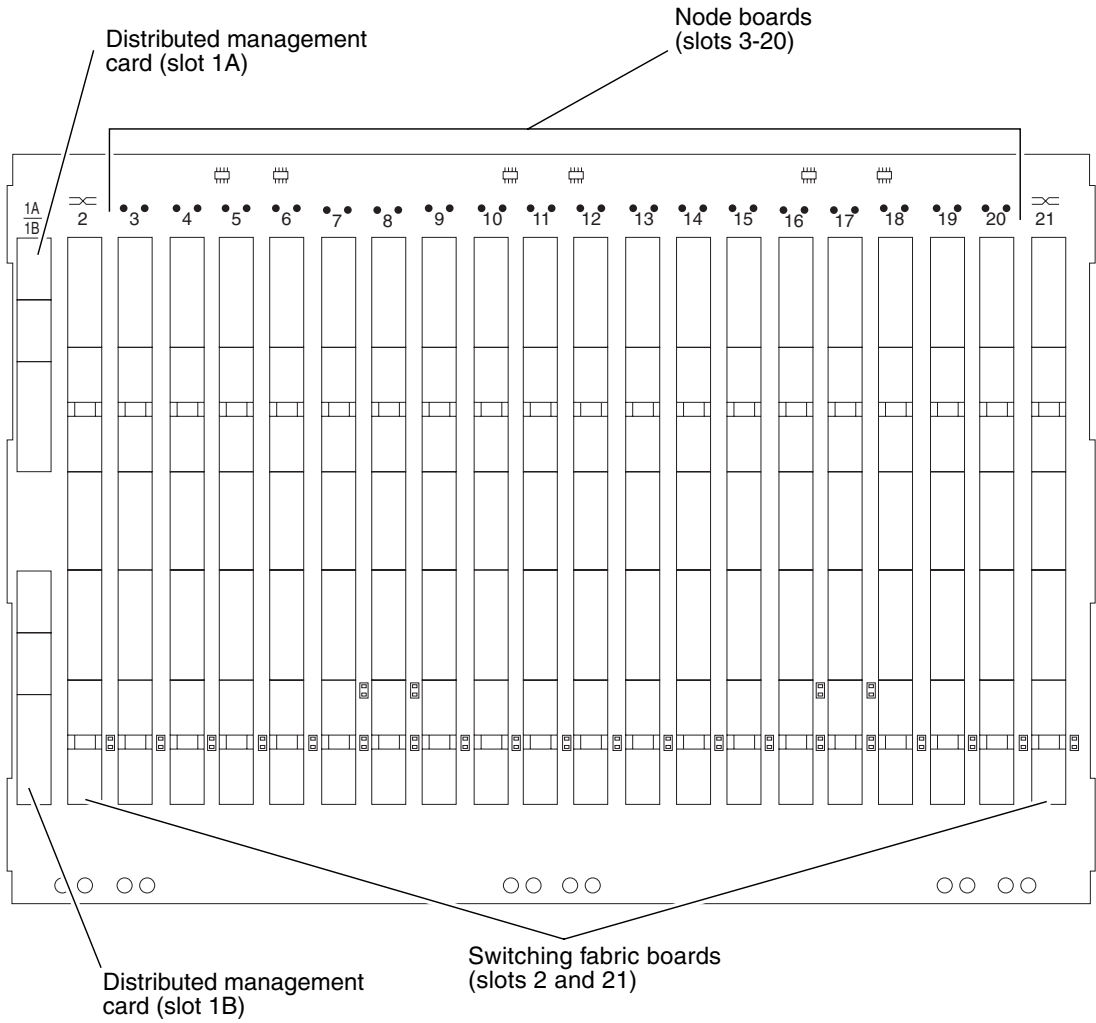 Node boards
(slots 3-20)
Distributed management
card (slot 1A)
1A
1B
2
3
4
5
6
7
8
9
10
11
12
13
14
15
16
17
18
19
20
21
Switching fabric boards
(slots 2 and 21)
Distributed management
card (slot 1B)